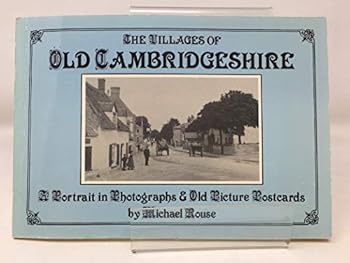 The Villages of
Old Cambridgeshire
A Portrait in Photographs & Old Picture Postcards
by Michael Rouse